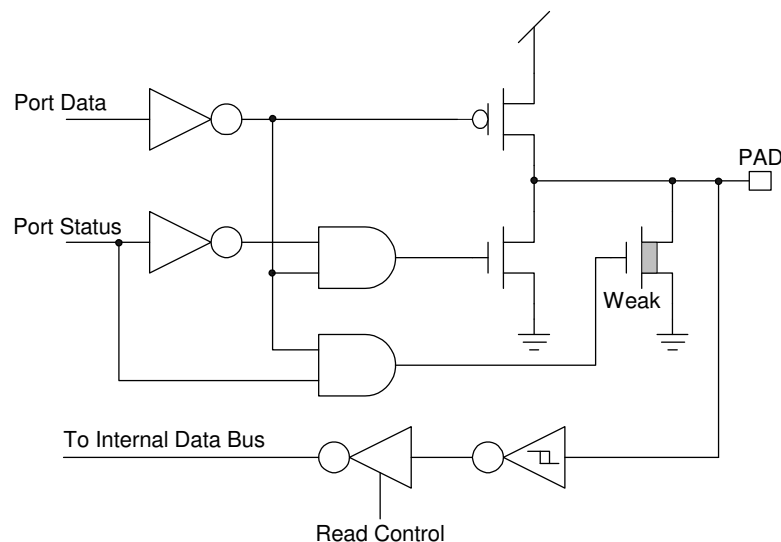 Port Data
PAD
Port Status
Weak
To Internal Data Bus
Read Control